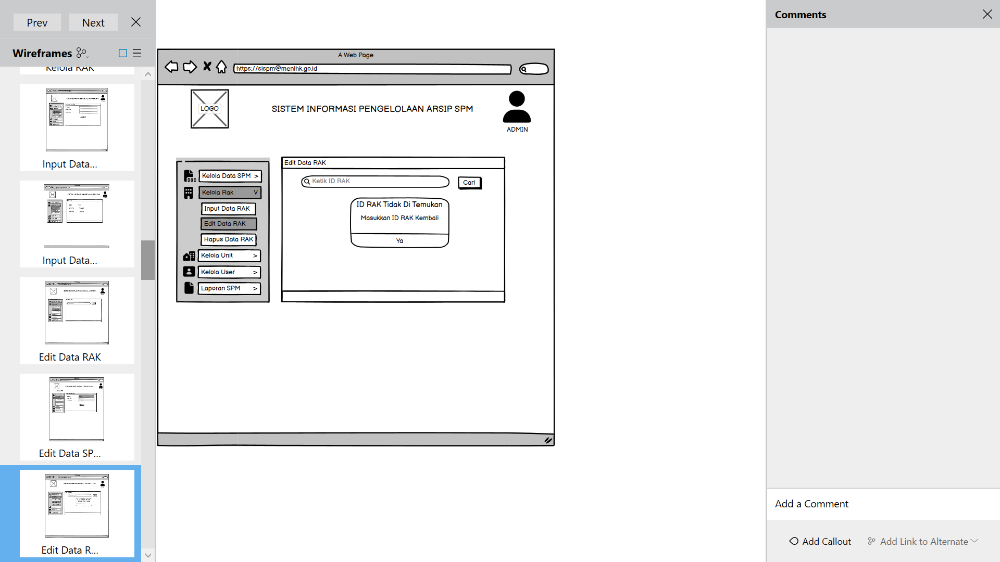 Prev Next
Wireframes
Kelola RAK
Input Data...
Input Data...
Edit Data RAK
Edit Data SP...
Edit Data R...
A Web Page
https://sispm@menlhk.go.id
LOGO
SISTEM INFORMASI PENGELOLAAN ARSIP SPM
ADMIN
Kelola Data SPM >
Kelola Rak V
Input Data RAK
Edit Data RAK
Hapus Data RAK
Kelola Unit >
Kelola User >
Laporan SPM >
DOC
Edit Data RAK
Ketik ID RAK
Cari
ID RAK Tidak Di Temukan
Masukkan ID RAK Kembali
Ya
Comments
Add a Comment
Add Callout
Add Link to Alternate